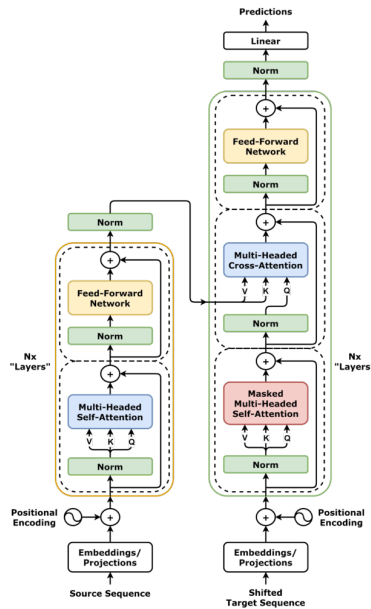 Predictions
Linear
Norm
Feed-Forward
Network
Norm
Multi-Headed
Cross-Attention
V K Q
Norm
Masked
Multi-Headed
Self-Attention
V K Q
Norm
Nx
"Layers
Positional
Encoding
Embeddings/
Projections
Shifted
Target Sequence
Norm
Feed-Forward
Network
Norm
Nx
"Layers"
Multi-Headed
Self-Attention
V K Q
Norm
Positional
Encoding
Embeddings/
Projections
Source Sequence